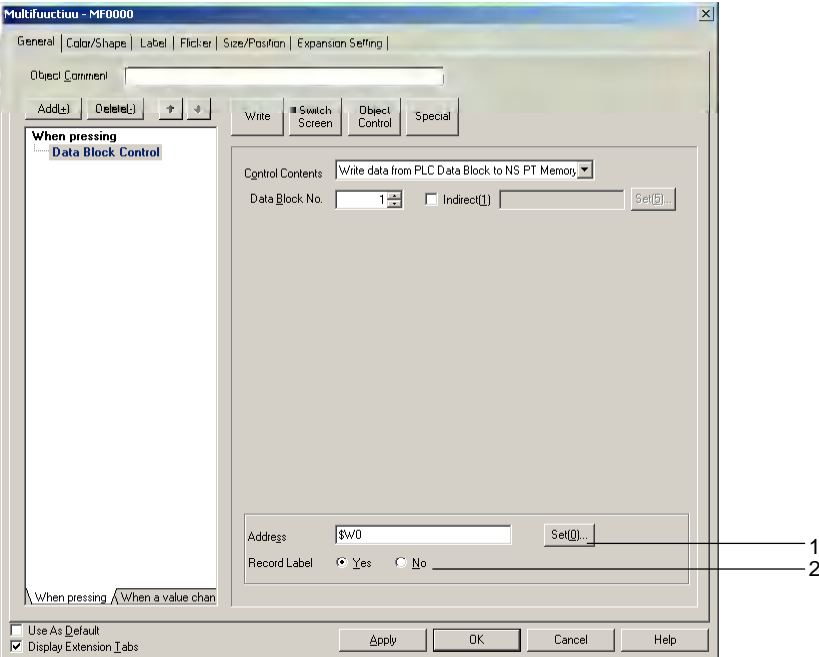 Multifuuctiuu - MF0000
General Color/Shape Label Flicker Size/Position Expansion Setting
Object Comment
Add(+) Delete(-)
Write Switch Screen Object Control Special
When pressing
Data Block Control
Control Contents Write data from PLC Data Block to NS PT Memory
Data Block No. 1 Indirect(1) Set(5)...
Address $W0 Set(0)... 1
Record Label Yes No 2
When pressing When a value chan
Use As Default
Display Extension Tabs
Apply OK Cancel Help